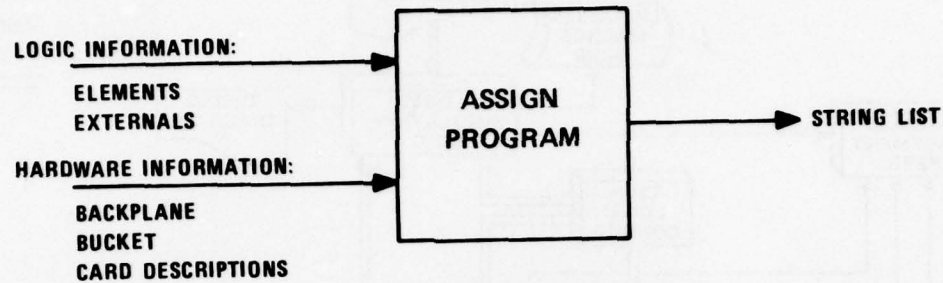 LOGIC INFORMATION:
ELEMENTS
EXTERNALS
HARDWARE INFORMATION:
BACKPLANE
BUCKET
CARD DESCRIPTIONS
ASSIGN
PROGRAM
STRING LIST